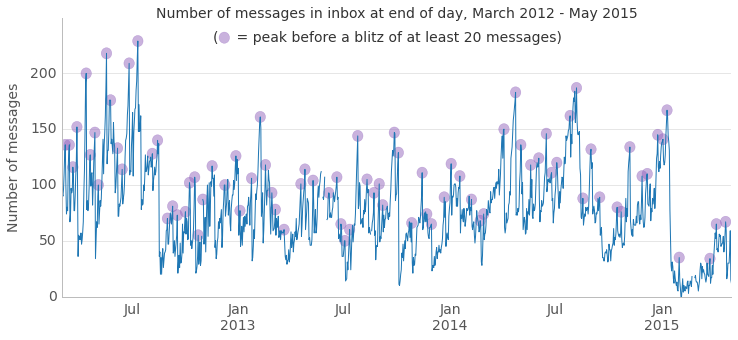 Number of messages in inbox at end of day, March 2012 - May 2015
( = peak before a blitz of at least 20 messages)
Number of messages
200
150
100
50
0
Jul Jan Jul Jan Jul Jan
2013 2014 2015